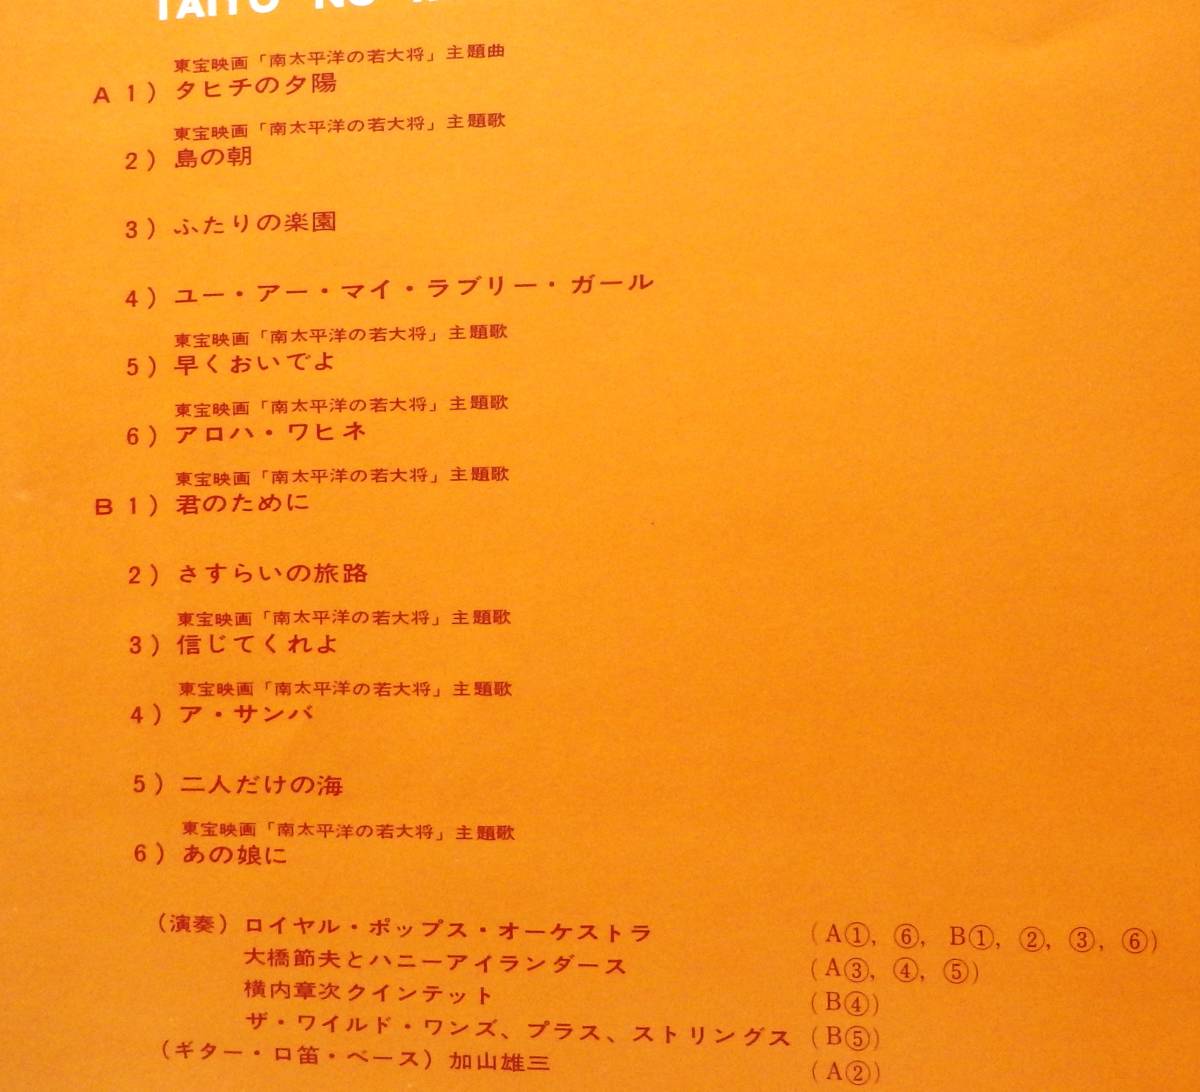 TAIYO NO
東宝映画「南太平洋の若大将」主題曲
A 1）タヒチの夕陽
東宝映画「南太平洋の若大将」主題歌
2）島の朝
3）ふたりの楽園
4）ユー・アー・マイ・ラブリー・ガール
東宝映画「南太平洋の若大将」主題歌
5）早くおいでよ
東宝映画「南太平洋の若大将」主題歌
6）アロハ・ワヒネ
東宝映画「南太平洋の若大将」主題歌
B 1）君のために
2）さすらいの旅路
東宝映画「南太平洋の若大将」主題歌
3）信じてくれよ
東宝映画「南太平洋の若大将」主題歌
4）ア・サンバ
5）二人だけの海
東宝映画「南太平洋の若大将」主題歌
6）あの娘に
（演奏）ロイヤル・ポップス・オーケストラ （A①, ⑥, B①, ②, ③, ⑥）
大橋節夫とハニーアイランダース （A③, ④, ⑤）
横内章次クインテット （B④）
ザ・ワイルド・ワンズ、プラス、ストリングス （B⑤）
（ギター・口笛・ベース）加山雄三 （A②）